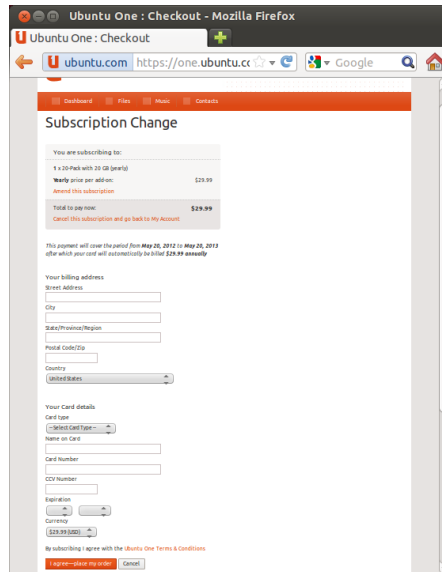 Ubuntu One : Checkout - Mozilla Firefox
Ubuntu One : Checkout
ubuntu.com https://one.ubuntu.cc Google
Dashboard Files Music Contacts
Subscription Change
You are subscribing to:
1 x 20-Pack with 20 GB (yearly)
Yearly price per add-on: $29.99
Amend this subscription
Total to pay now: $29.99
Cancel this subscription and go back to My Account
This payment will cover the period from May 20, 2012 to May 20, 2013
after which your card will automatically be billed $29.99 annually
Your billing address
Street Address
City
State/Province/Region
Postal Code/Zip
Country
United States
Your Card details
Card type
--Select Card Type--
Name on Card
Card Number
CCV Number
Expiration
Currency
$29.99 (USD)
By subscribing I agree with the Ubuntu One Terms & Conditions
I agree—place my order Cancel